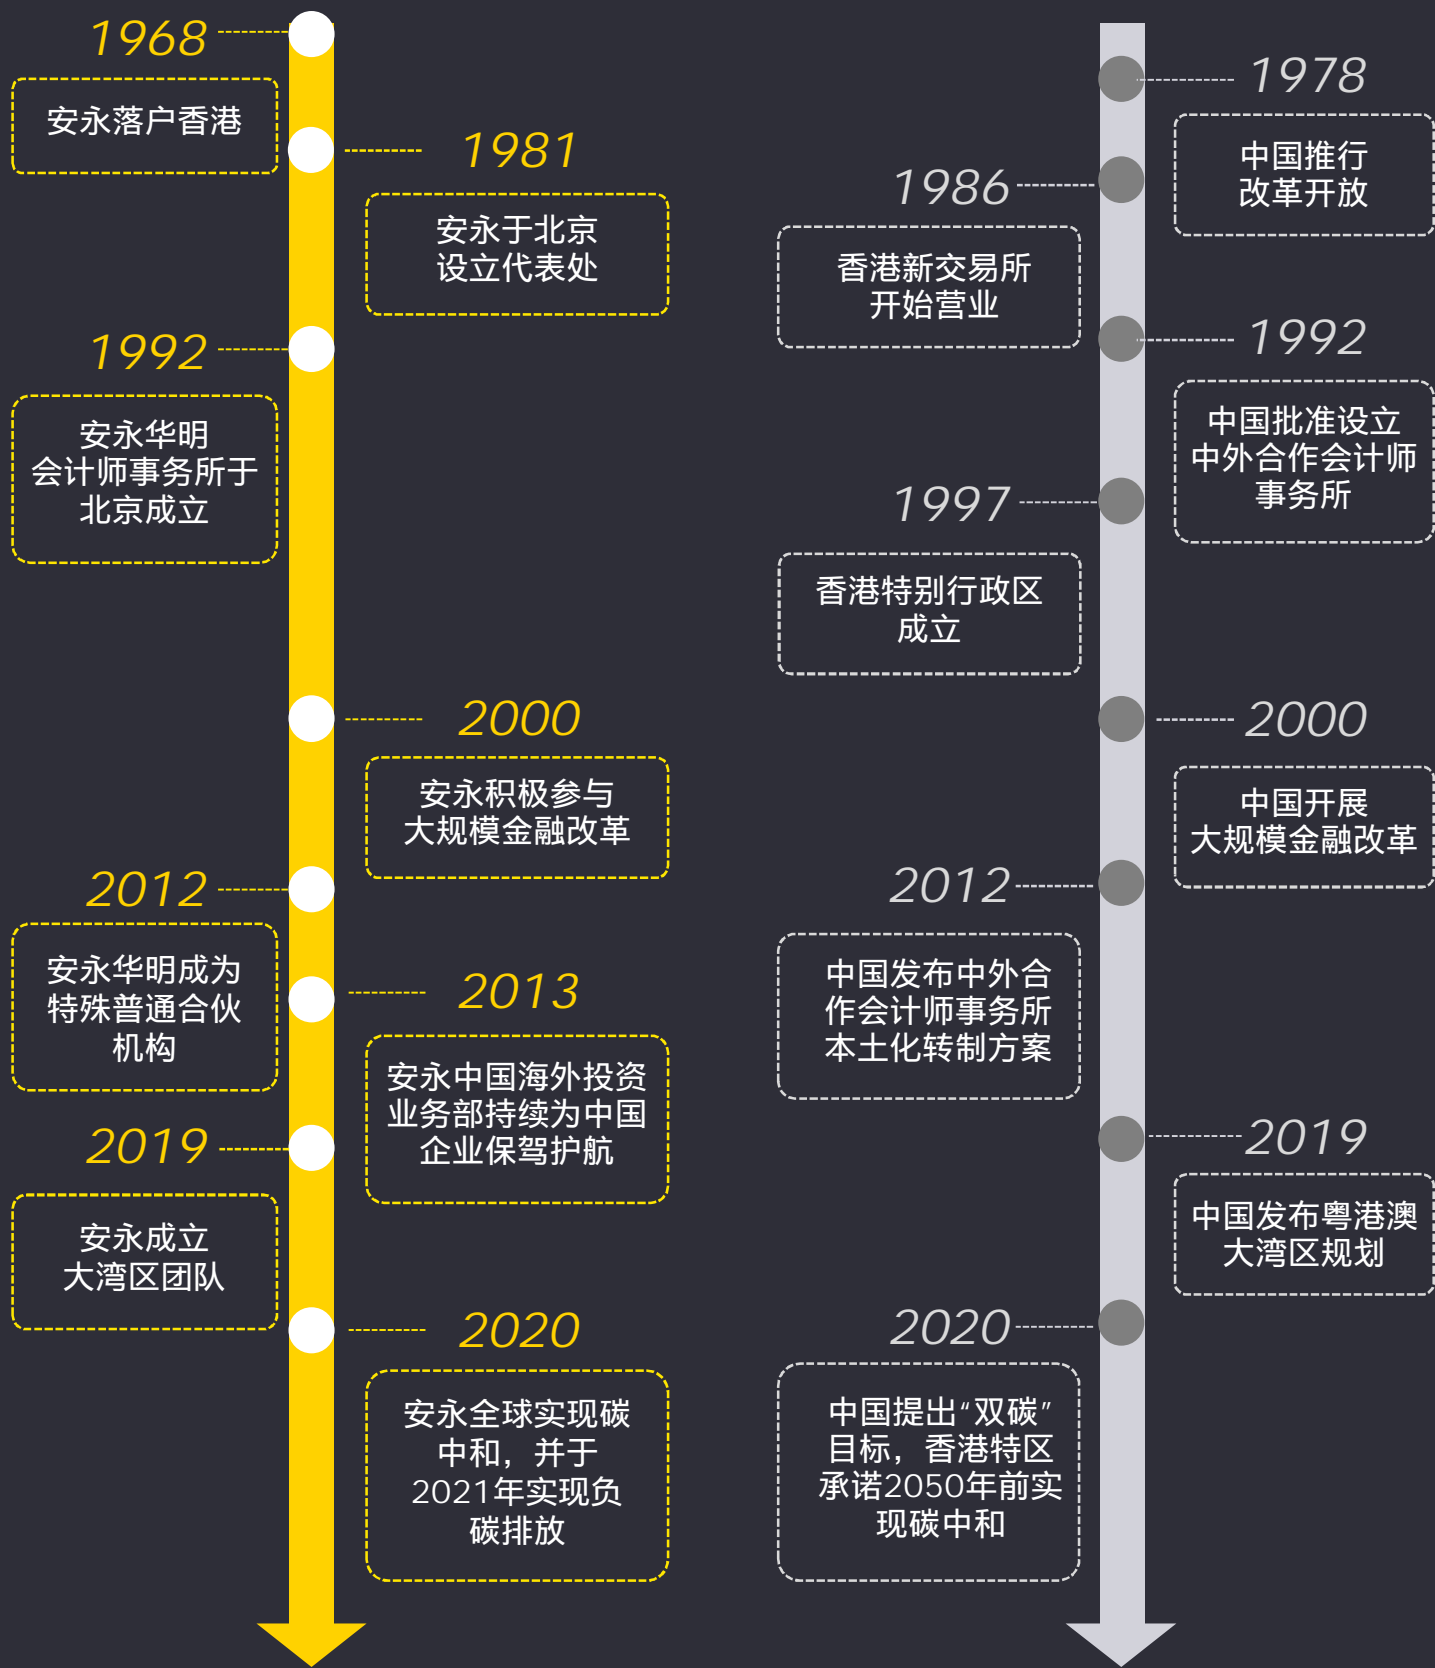 1968
安永落户香港
1981
安永于北京
设立代表处
1992
安永华明
会计师事务所于
北京成立
2000
安永积极参与
大规模金融改革
2012
安永华明成为
特殊普通合伙
机构
2013
安永中国海外投资
业务部持续为中国
企业保驾护航
2019
安永成立
大湾区团队
2020
安永全球实现碳
中和，并于
2021年实现负
碳排放
1978
中国推行
改革开放
1986
香港新交易所
开始营业
1992
中国批准设立
中外合作会计师
事务所
1997
香港特别行政区
成立
2000
中国开展
大规模金融改革
2012
中国发布中外合
作会计师事务所
本土化转制方案
2019
中国发布粤港澳
大湾区规划
2020
中国提出“双碳”
目标，香港特区
承诺2050年前实
现碳中和